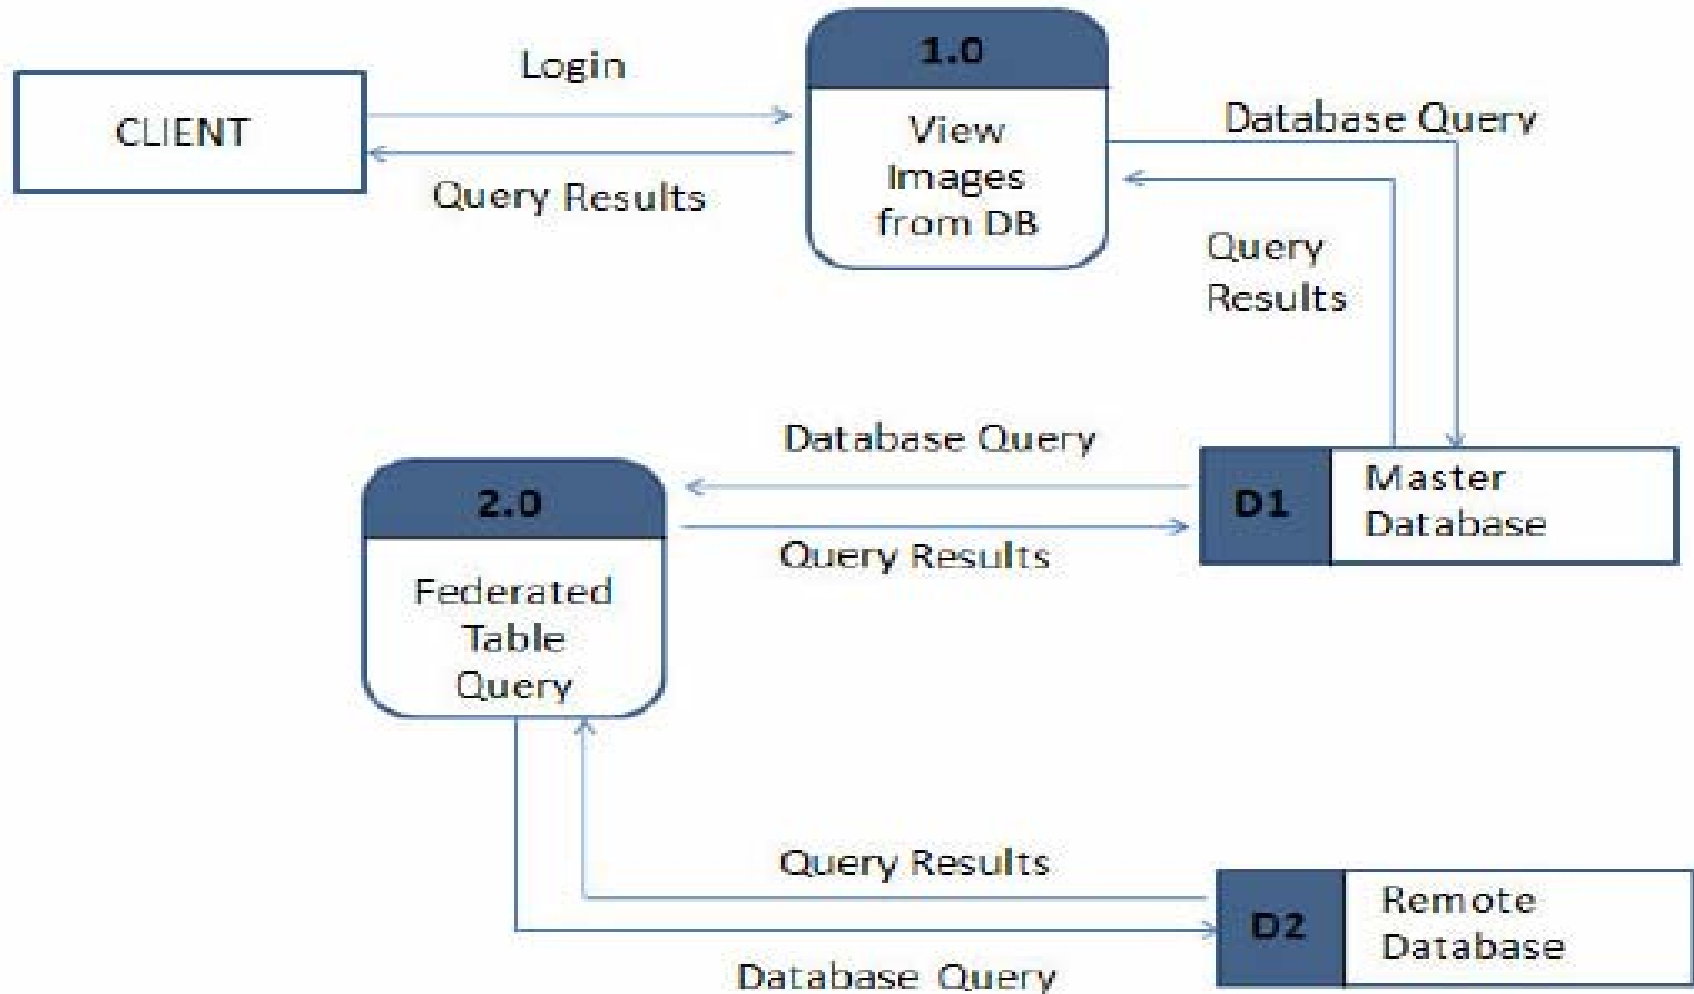 1.0
Login
CLIENT
Database Query
View
Images
from DB
Query Results
Query
Results
Database Query
Master
Database
D1
2.0
Query Results
Federated
Table
Query
Query Results
Remote
Database
D2
Database Query